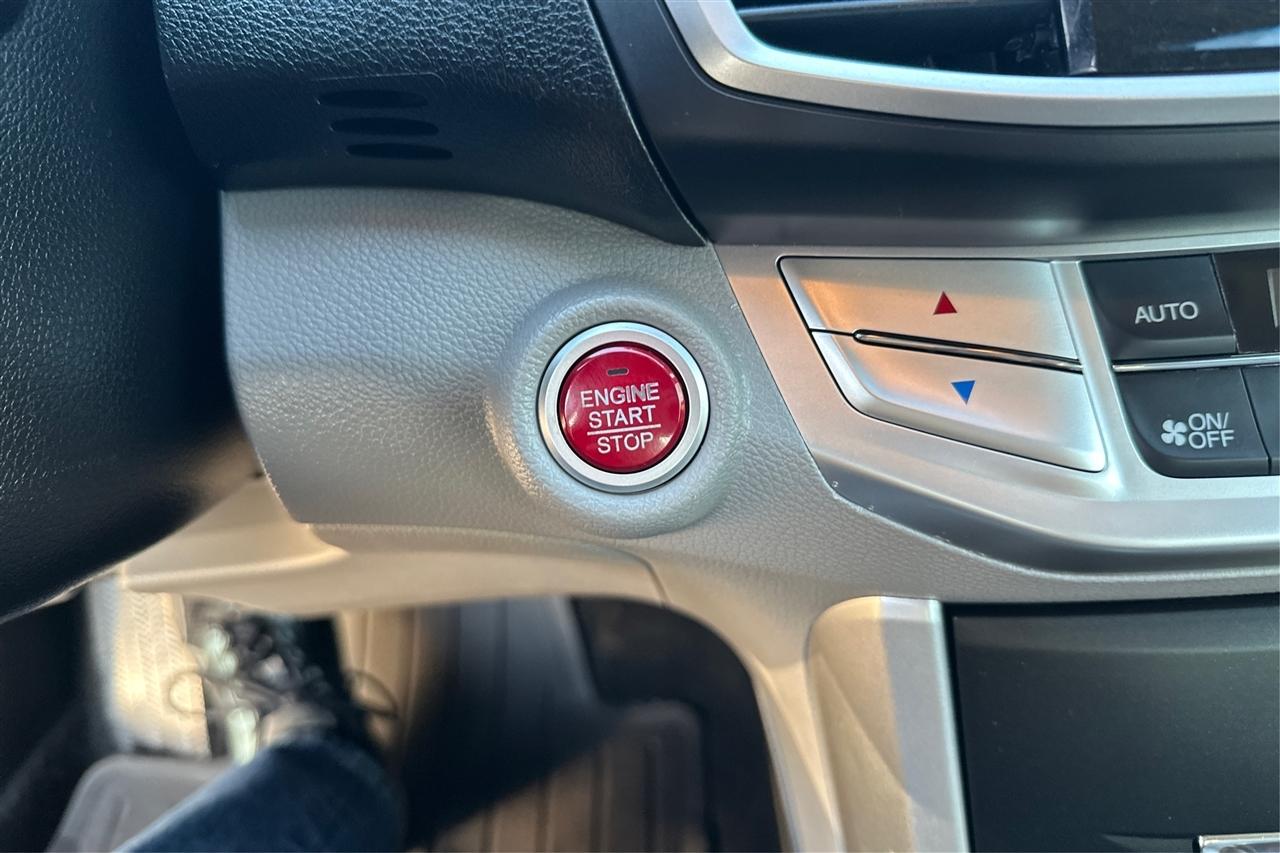 ENGINE
START
STOP
AUTO
ON/
OFF